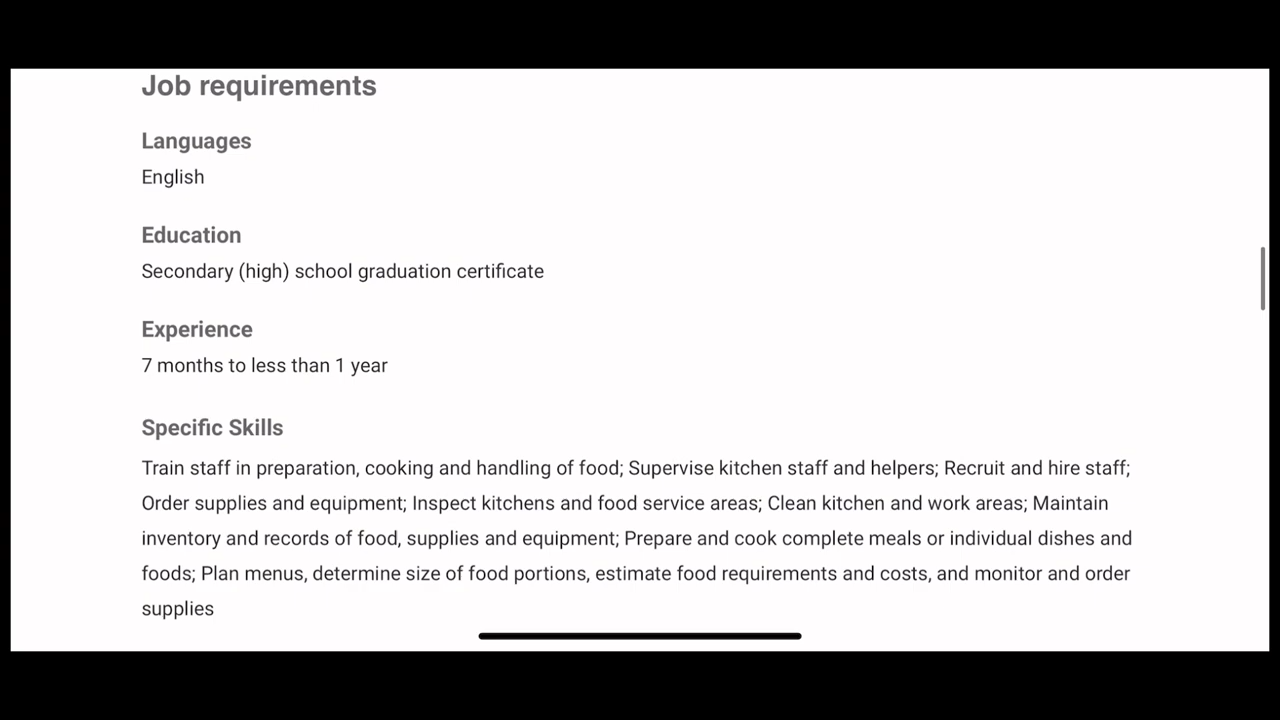 Job requirements
Languages
English
Education
Secondary (high) school graduation certificate
Experience
7 months to less than 1 year
Specific Skills
Train staff in preparation, cooking and handling of food; Supervise kitchen staff and helpers; Recruit and hire staff;
Order supplies and equipment; Inspect kitchens and food service areas; Clean kitchen and work areas; Maintain
inventory and records of food, supplies and equipment; Prepare and cook complete meals or individual dishes and
foods; Plan menus, determine size of food portions, estimate food requirements and costs, and monitor and order
supplies